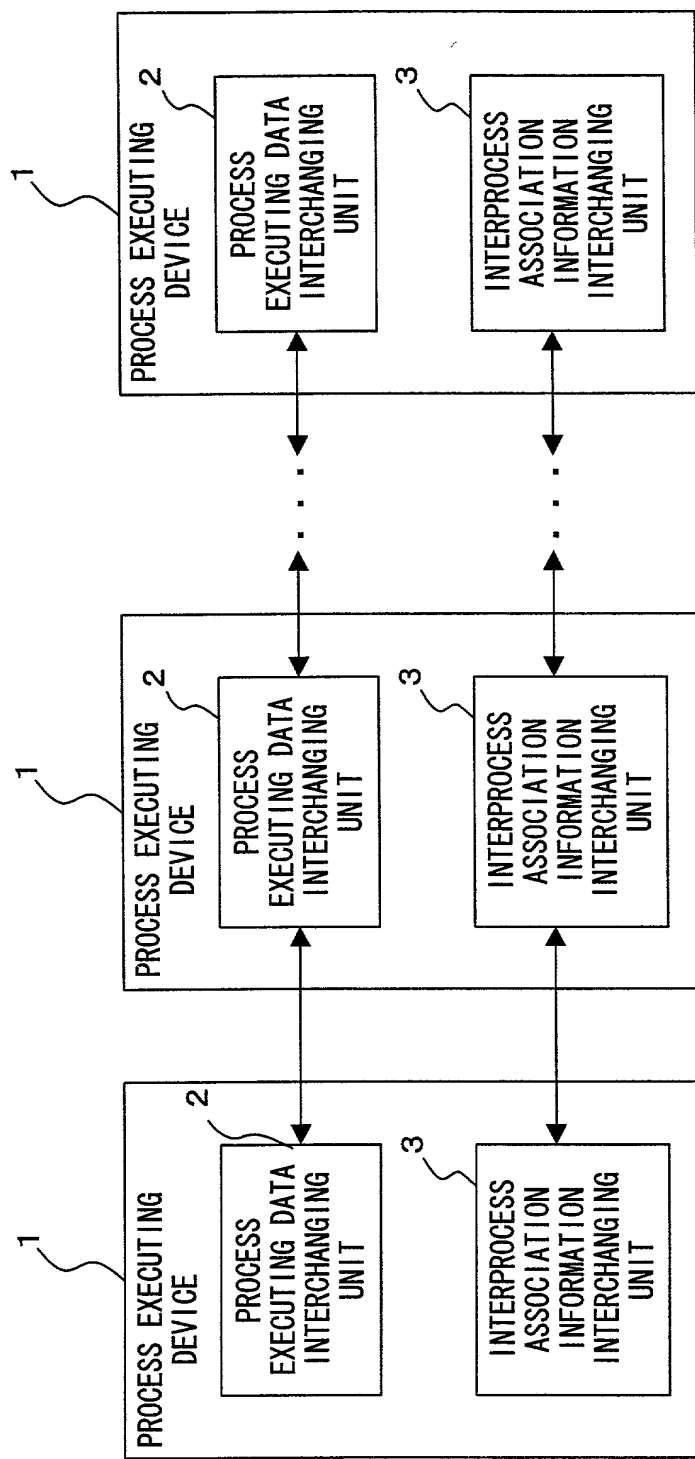 1
PROCESS EXECUTING
DEVICE
2
PROCESS
EXECUTING DATA
INTERCHANGING
UNIT
3
INTERPROCESS
ASSOCIATION
INFORMATION
INTERCHANGING
UNIT
1
PROCESS EXECUTING
DEVICE
2
PROCESS
EXECUTING DATA
INTERCHANGING
UNIT
3
INTERPROCESS
ASSOCIATION
INFORMATION
INTERCHANGING
UNIT
. . .
. . .
1
PROCESS EXECUTING
DEVICE
2
PROCESS
EXECUTING DATA
INTERCHANGING
UNIT
3
INTERPROCESS
ASSOCIATION
INFORMATION
INTERCHANGING
UNIT